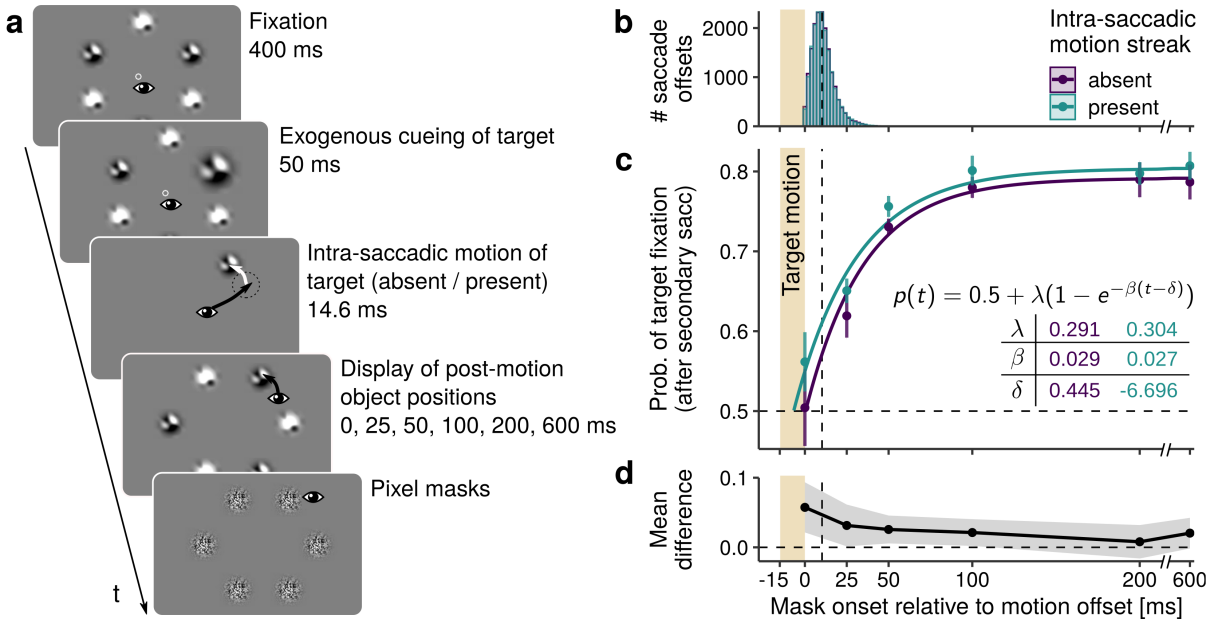 a
Fixation
400 ms
Exogenous cueing of target
50 ms
Intra-saccadic motion of
target (absent / present)
14.6 ms
Display of post-motion
object positions
0, 25, 50, 100, 200, 600 ms
Pixel masks
t
b
# saccade
offsets
2000
1000
0
Intra-saccadic
motion streak
absent
present
c
Prob. of target fixation
(after secondary sacc)
0.8
0.7
0.6
0.5
Target motion
p(t) = 0.5 + λ(1 − e^{−β(t−δ)})
λ 0.291 0.304
β 0.029 0.027
δ 0.445 -6.696
d
Mean
difference
0.1
0.0
-15 0 25 50 100 200 600
Mask onset relative to motion offset [ms]